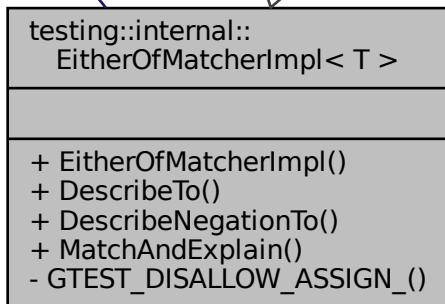 testing::internal::
EitherOfMatcherImpl< T >
+ EitherOfMatcherImpl()
+ DescribeTo()
+ DescribeNegationTo()
+ MatchAndExplain()
- GTEST_DISALLOW_ASSIGN_()